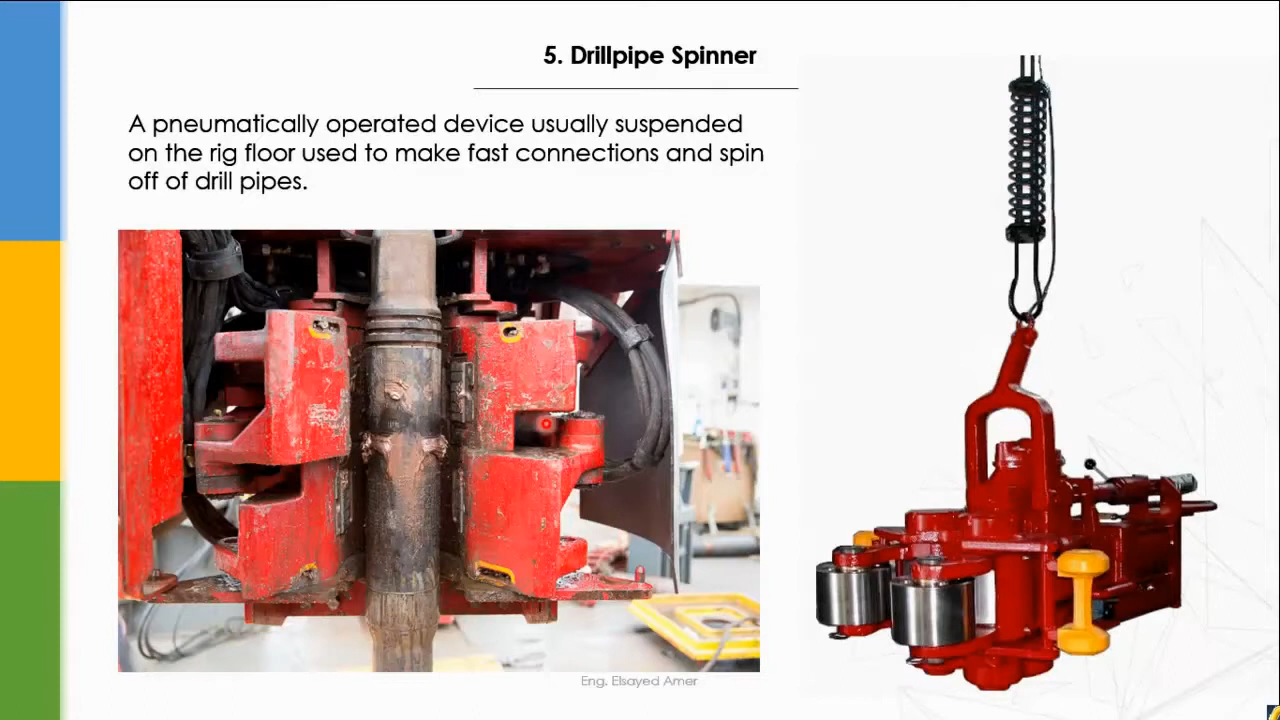 5. Drillpipe Spinner
A pneumatically operated device usually suspended
on the rig floor used to make fast connections and spin
off of drill pipes.
Eng. Elsayed Amer